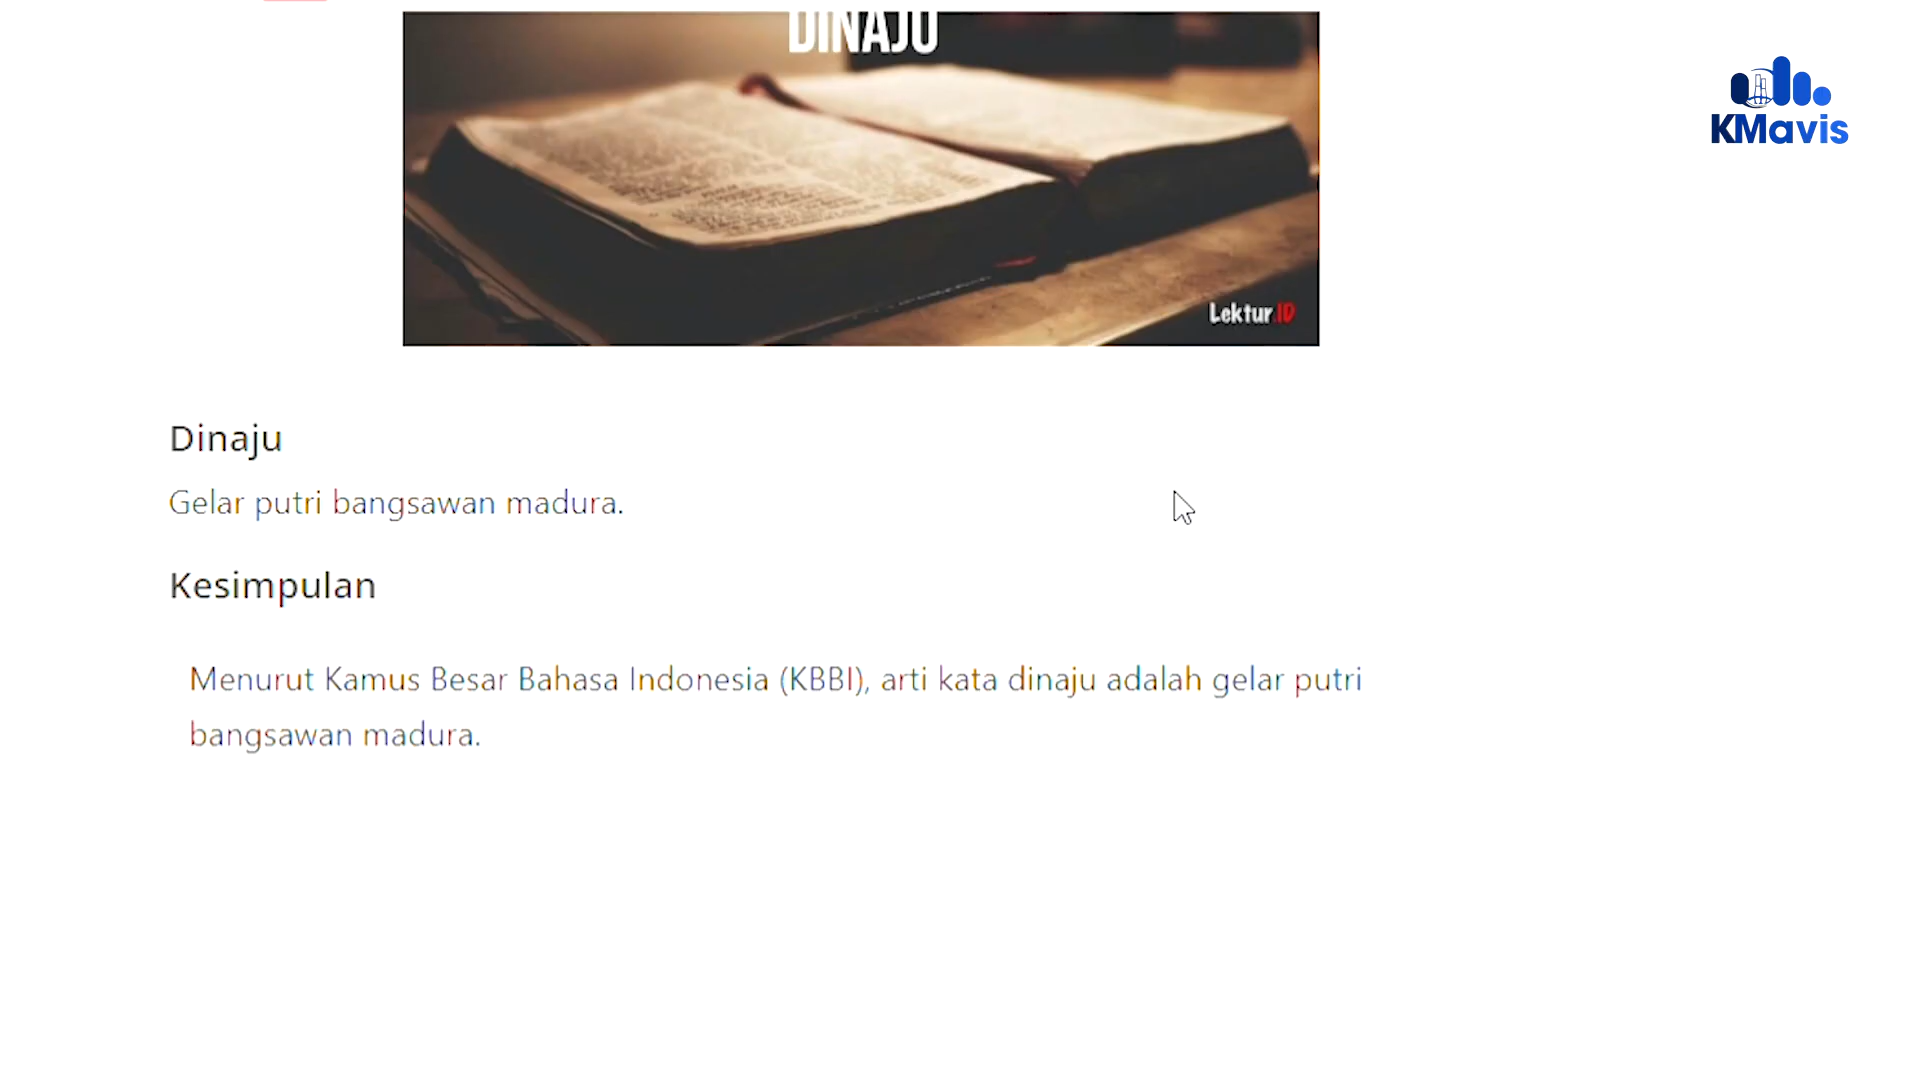 DINAJU
KMavis
Lektur.ID
Dinaju
Gelar putri bangsawan madura.
Kesimpulan
Menurut Kamus Besar Bahasa Indonesia (KBBI), arti kata dinaju adalah gelar putri
bangsawan madura.